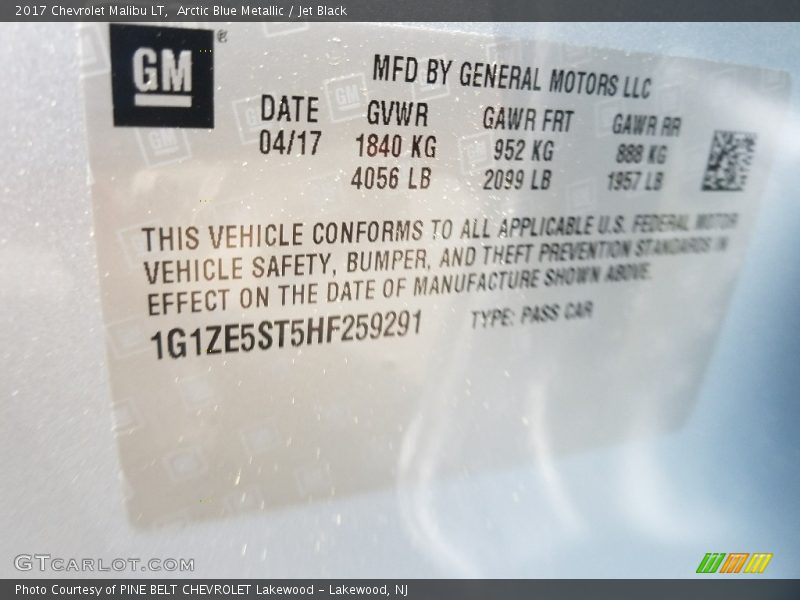 2017 Chevrolet Malibu LT, Arctic Blue Metallic / Jet Black
GM
®
MFD BY GENERAL MOTORS LLC
DATE GVWR GAWR FRT GAWR RR
04/17 1840 KG 952 KG 888 KG
4056 LB 2099 LB 1957 LB
THIS VEHICLE CONFORMS TO ALL APPLICABLE U.S. FEDERAL MOTOR
VEHICLE SAFETY, BUMPER, AND THEFT PREVENTION STANDARDS IN
EFFECT ON THE DATE OF MANUFACTURE SHOWN ABOVE.
1G1ZE5ST5HF259291 TYPE: PASS CAR
GTCARLOT.COM
Photo Courtesy of PINE BELT CHEVROLET Lakewood - Lakewood, NJ